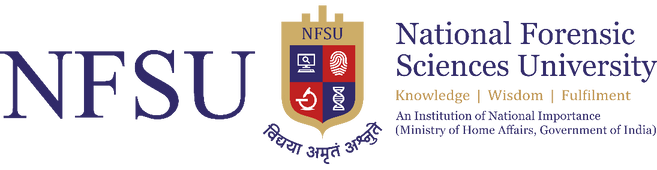 NFSU
NFSU
विद्यया अमृतं अश्नुते
National Forensic
Sciences University
Knowledge | Wisdom | Fulfilment
An Institution of National Importance
(Ministry of Home Affairs, Government of India)